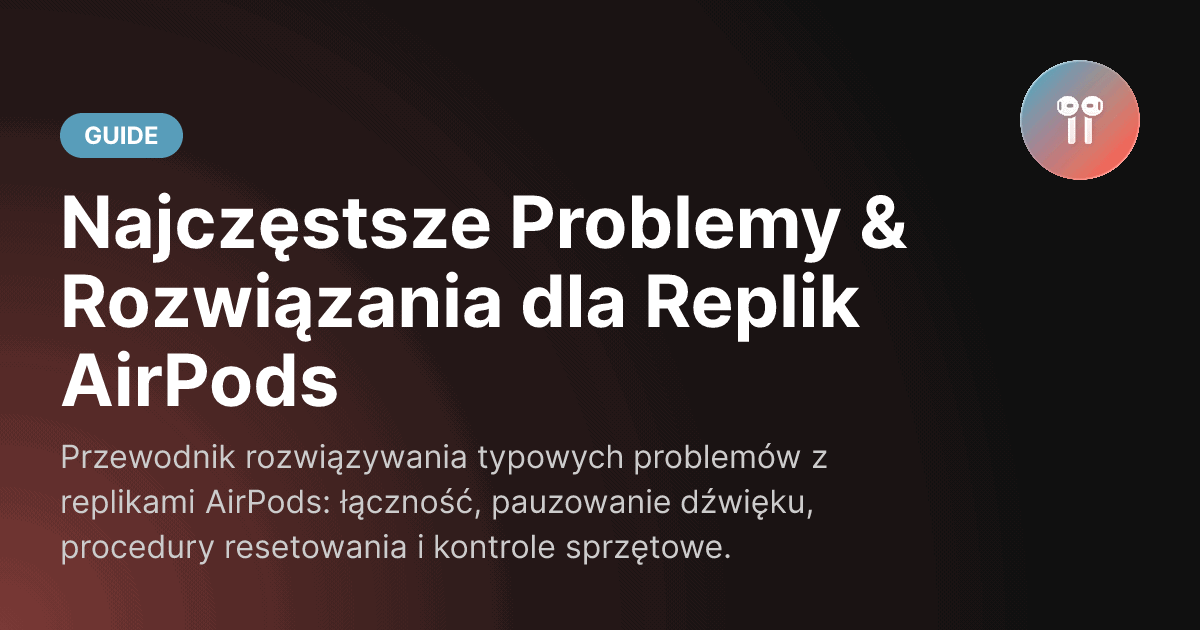 GUIDE
Najczęstsze Problemy &
Rozwiązania dla Replik
AirPods
Przewodnik rozwiązywania typowych problemów z
replikami AirPods: łączność, pauzowanie dźwięku,
procedury resetowania i kontrole sprzętowe.